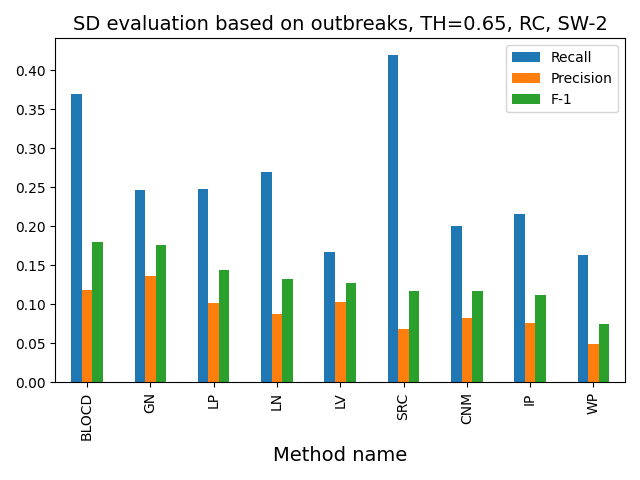 SD evaluation based on outbreaks, TH=0.65, RC, SW-2
Recall
Precision
F-1
0.40
0.35
0.30
0.25
0.20
0.15
0.10
0.05
0.00
BLOCD
GN
LP
LN
LV
SRC
CNM
IP
WP
Method name